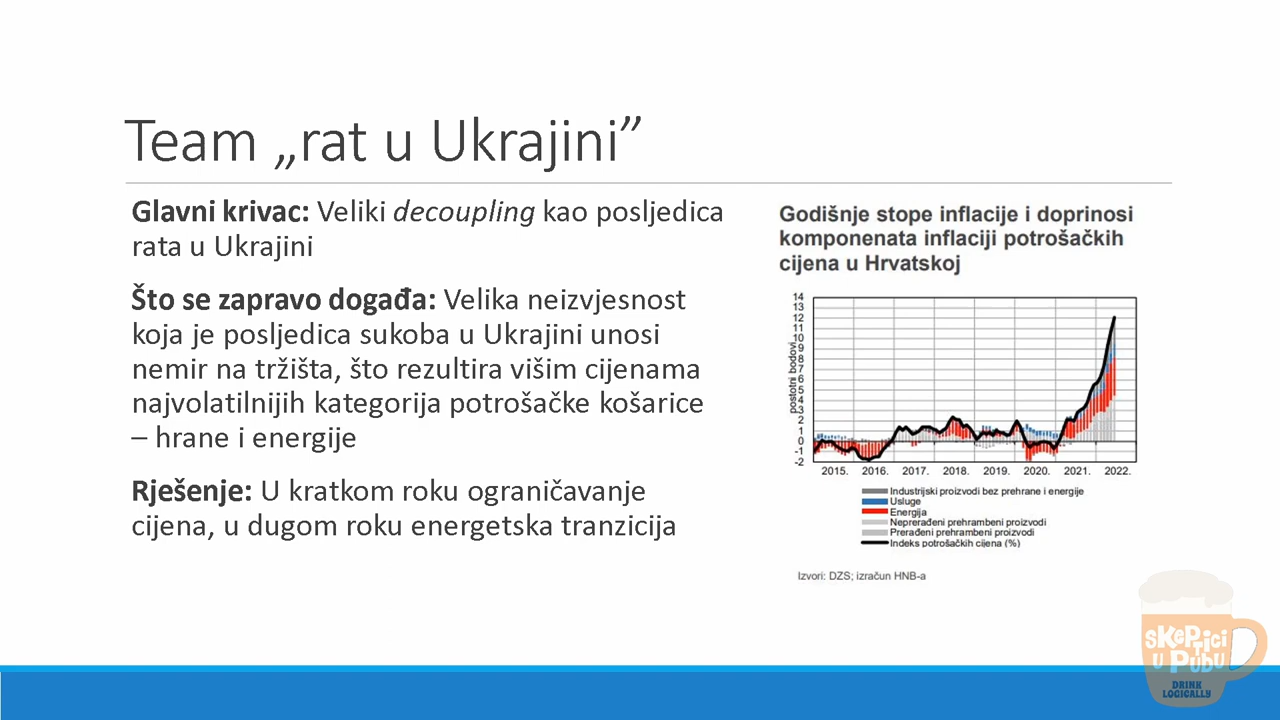 Team „rat u Ukrajini”
Glavni krivac: Veliki decoupling kao posljedica
rata u Ukrajini
Što se zapravo događa: Velika neizvjesnost
koja je posljedica sukoba u Ukrajini unosi
nemir na tržišta, što rezultira višim cijenama
najvolatilnijih kategorija potrošačke košarice
– hrane i energije
Rješenje: U kratkom roku ograničavanje
cijena, u dugom roku energetska tranzicija
Godišnje stope inflacije i doprinosi
komponenata inflaciji potrošačkih
cijena u Hrvatskoj
postotni bodovi
14
13
12
11
10
9
8
7
6
5
4
3
2
1
0
-1
-2
2015. 2016. 2017. 2018. 2019. 2020. 2021. 2022.
Industrijski proizvodi bez prehrane i energije
Usluge
Energija
Neprerađeni prehrambeni proizvodi
Prerađeni prehrambeni proizvodi
Indeks potrošačkih cijena (%)
Izvori: DZS; izračun HNB-a
SKEPTICI
U PUBU
DRINK
LOGICALLY